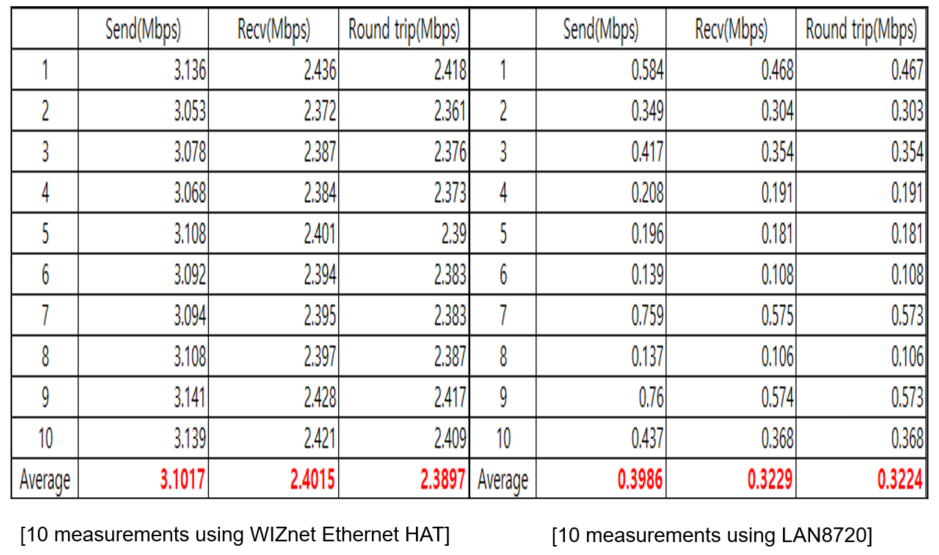 Send(Mbps) Recv(Mbps) Round trip(Mbps) Send(Mbps) Recv(Mbps) Round trip(Mbps)
1 3.136 2.436 2.418 1 0.584 0.468 0.467
2 3.053 2.372 2.361 2 0.349 0.304 0.303
3 3.078 2.387 2.376 3 0.417 0.354 0.354
4 3.068 2.384 2.373 4 0.208 0.191 0.191
5 3.108 2.401 2.39 5 0.196 0.181 0.181
6 3.092 2.394 2.383 6 0.139 0.108 0.108
7 3.094 2.395 2.383 7 0.759 0.575 0.573
8 3.108 2.397 2.387 8 0.137 0.106 0.106
9 3.141 2.428 2.417 9 0.76 0.574 0.573
10 3.139 2.421 2.409 10 0.437 0.368 0.368
Average 3.1017 2.4015 2.3897 Average 0.3986 0.3229 0.3224
[10 measurements using WIZnet Ethernet HAT] [10 measurements using LAN8720]